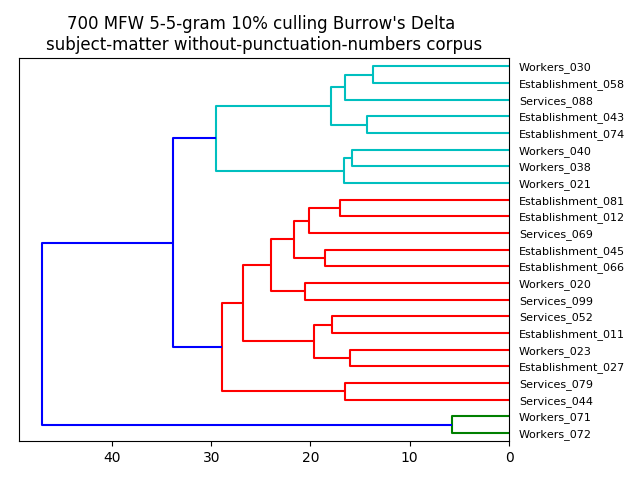 700 MFW 5-5-gram 10% culling Burrow's Delta
subject-matter without-punctuation-numbers corpus
Workers_030
Establishment_058
Services_088
Establishment_043
Establishment_074
Workers_040
Workers_038
Workers_021
Establishment_081
Establishment_012
Services_069
Establishment_045
Establishment_066
Workers_020
Services_099
Services_052
Establishment_011
Workers_023
Establishment_027
Services_079
Services_044
Workers_071
Workers_072
40 30 20 10 0